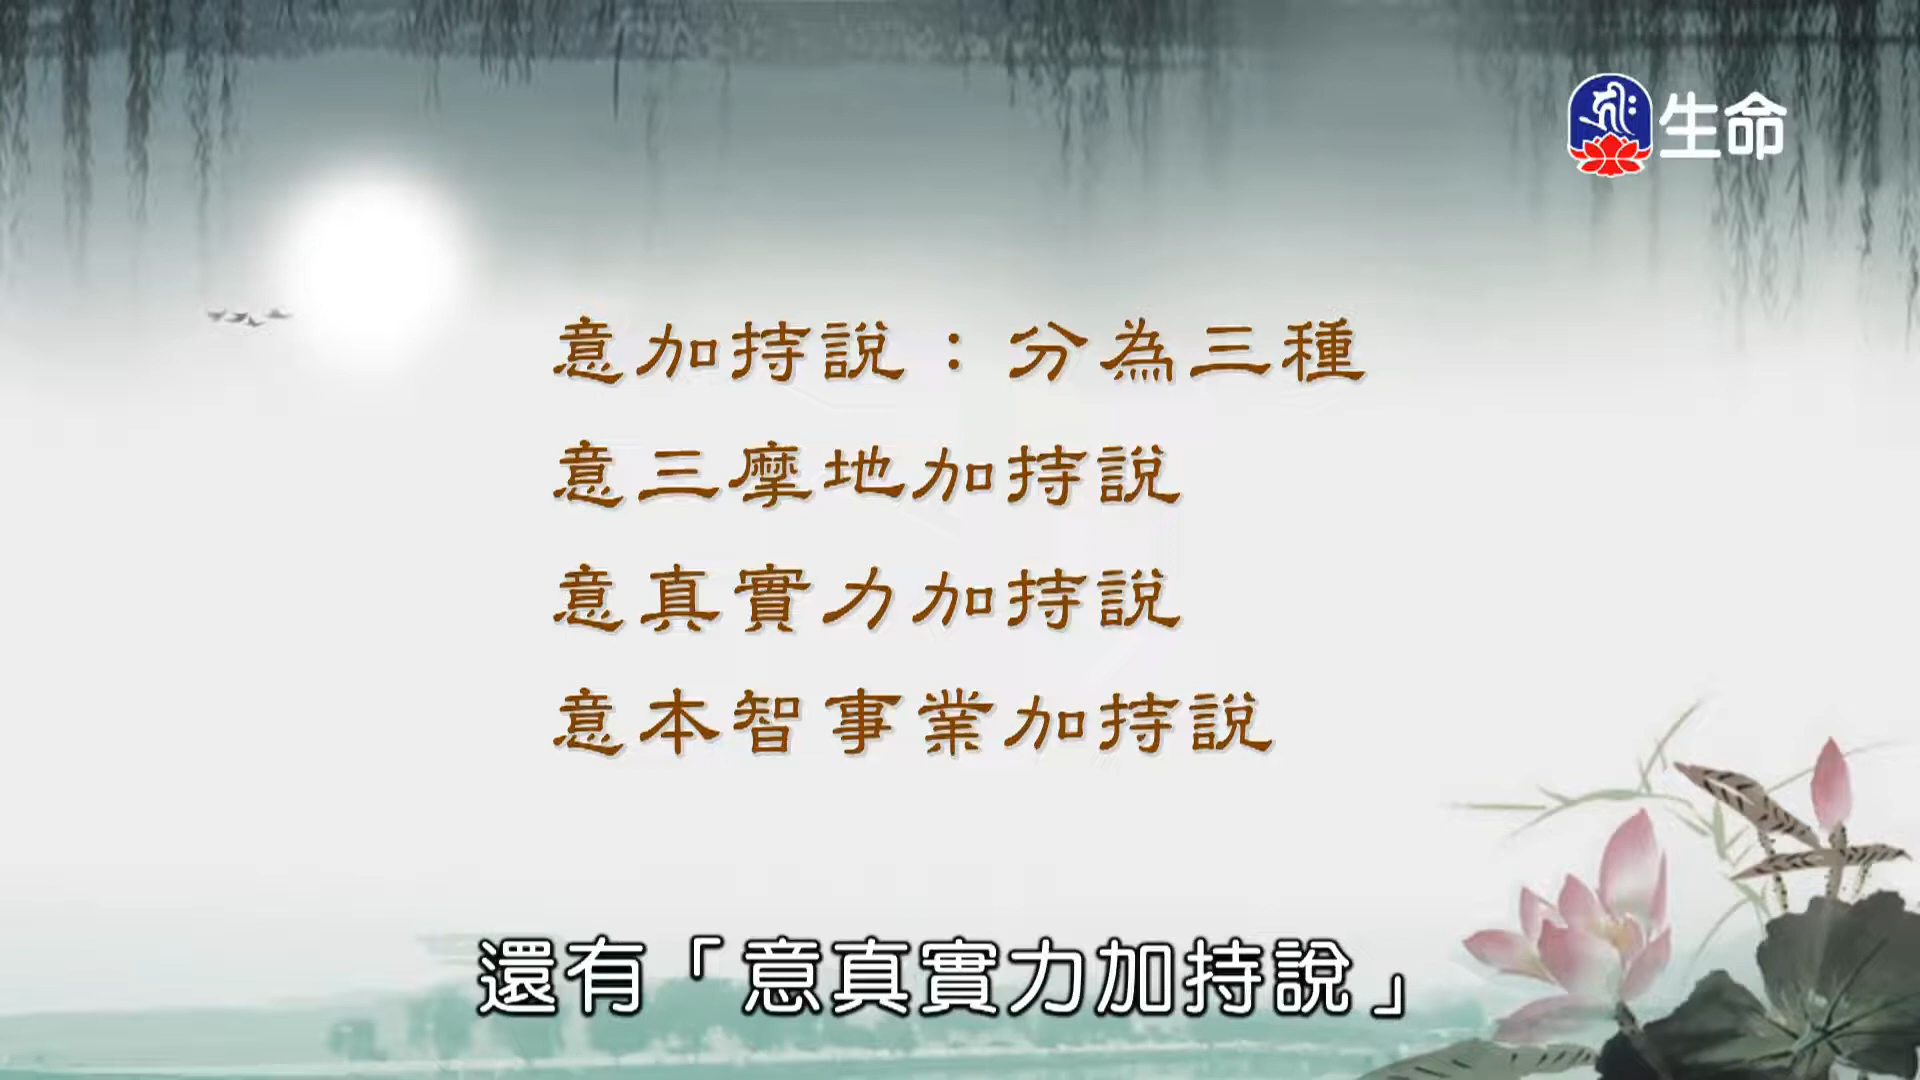 生命
意加持說：分為三種
意三摩地加持說
意真實力加持說
意本智事業加持說
還有「意真實力加持說」